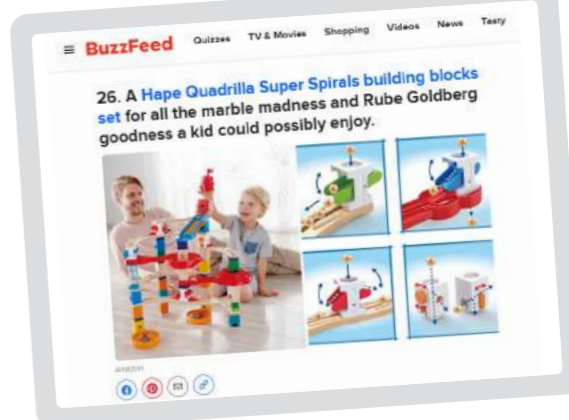 BuzzFeed Quizzes TV & Movies Shopping Videos News Tasty
26. A Hape Quadrilla Super Spirals building blocks
set for all the marble madness and Rube Goldberg
goodness a kid could possibly enjoy.
Amazon